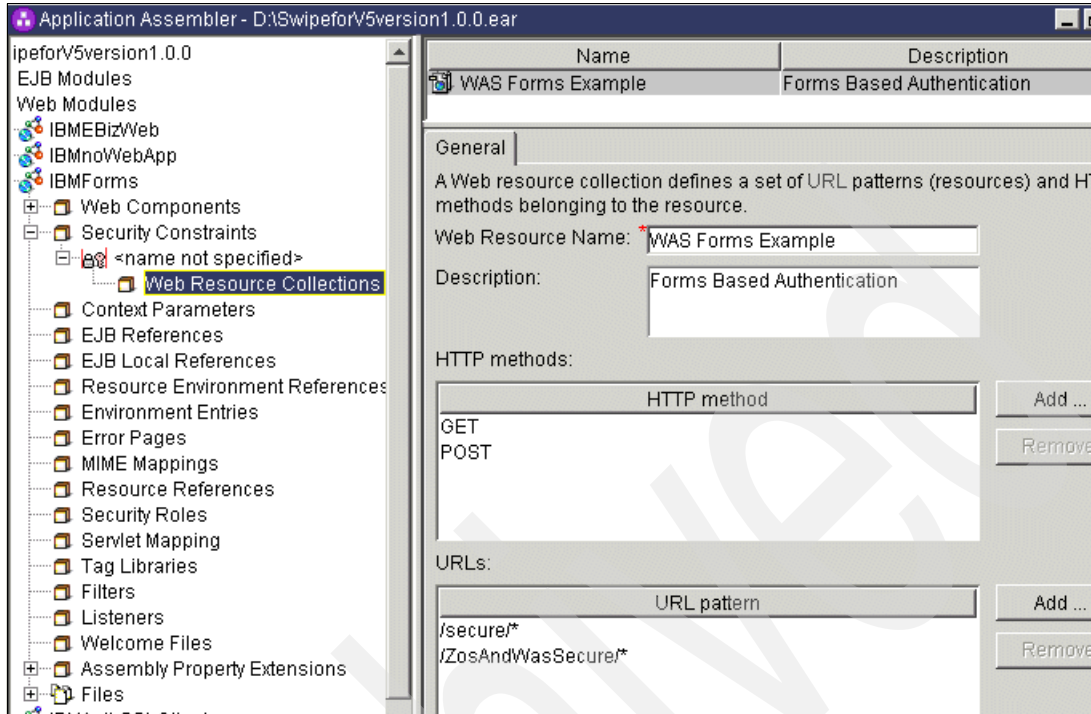 Application Assembler - D:\SwipeforV5version1.0.0.ear
ipeforV5version1.0.0
EJB Modules
Web Modules
IBMEBizWeb
IBMnoWebApp
IBMForms
Web Components
Security Constraints
<name not specified>
Web Resource Collections
Context Parameters
EJB References
EJB Local References
Resource Environment References
Environment Entries
Error Pages
MIME Mappings
Resource References
Security Roles
Servlet Mapping
Tag Libraries
Filters
Listeners
Welcome Files
Assembly Property Extensions
Files
Name Description
WAS Forms Example Forms Based Authentication
General
A Web resource collection defines a set of URL patterns (resources) and HT
methods belonging to the resource.
Web Resource Name: *WAS Forms Example
Description: Forms Based Authentication
HTTP methods:
HTTP method
Add ...
GET
POST
Remove
URLs:
URL pattern
Add ...
/secure/*
/ZosAndWasSecure/*
Remove